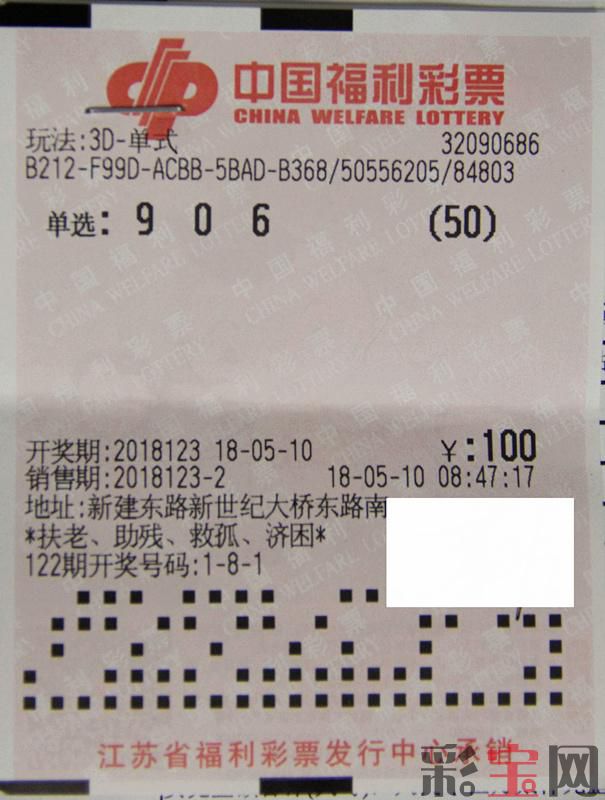 中国福利彩票
CHINA WELFARE LOTTERY
玩法:3D-单式 32090686
B212-F99D-ACBB-5BAD-B368/50556205/84803
单选: 9 0 6 (50)
开奖期:2018123 18-05-10 ¥:100
销售期:2018123-2 18-05-10 08:47:17
地址:新建东路新世纪大桥东路南
*扶老、助残、救孤、济困*
122期开奖号码:1-8-1
江苏省福利彩票发行中心承销
彩宝网